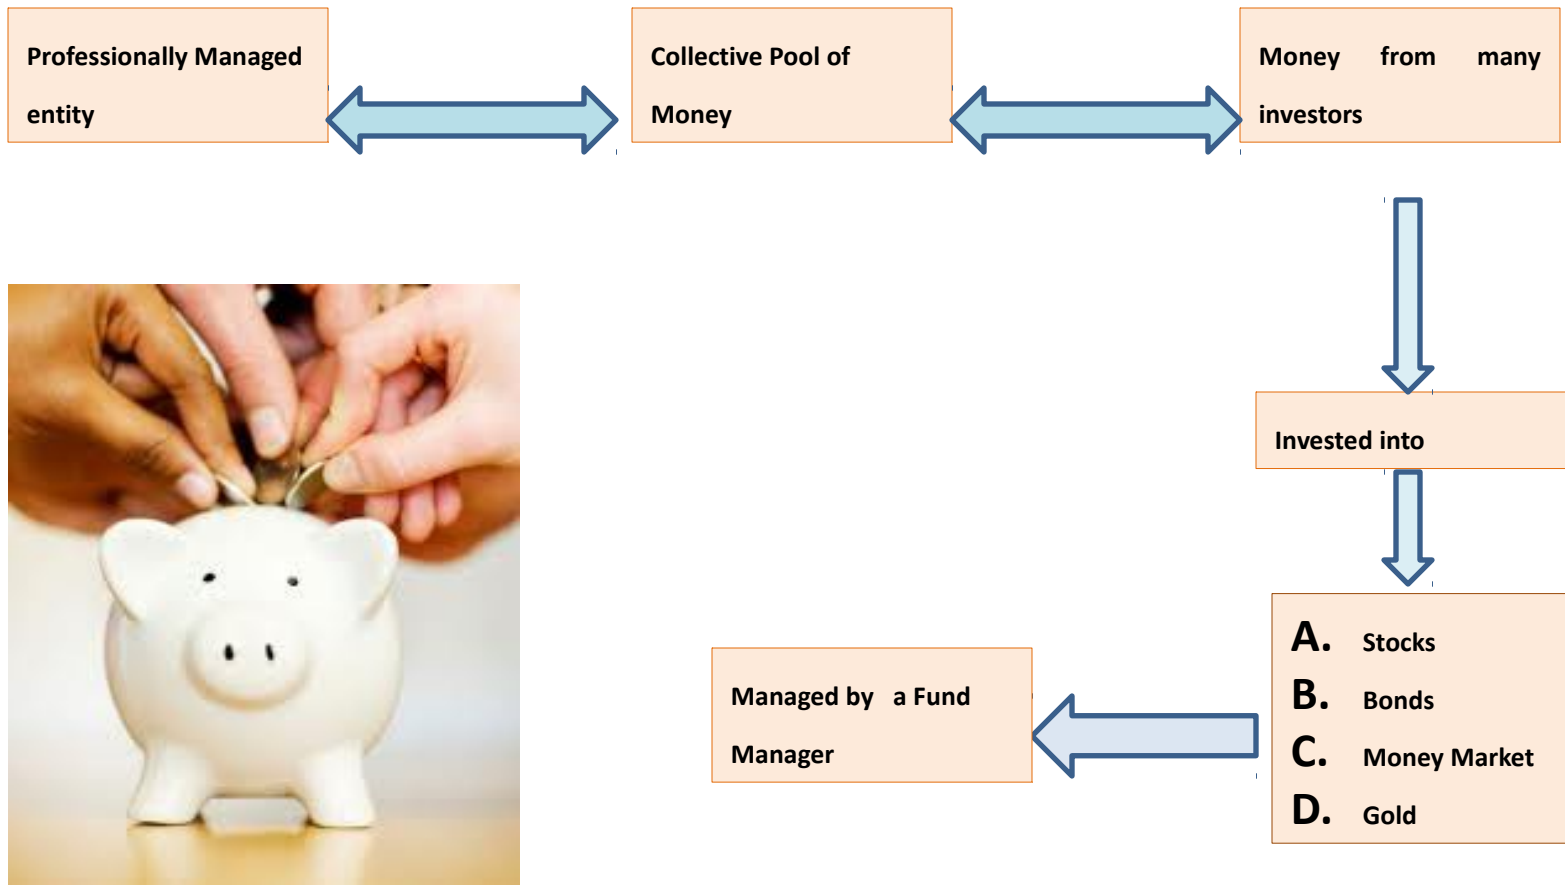 Professionally Managed
entity
Collective Pool of
Money
Money from many
investors
Invested into
A. Stocks
B. Bonds
C. Money Market
D. Gold
Managed by a Fund
Manager